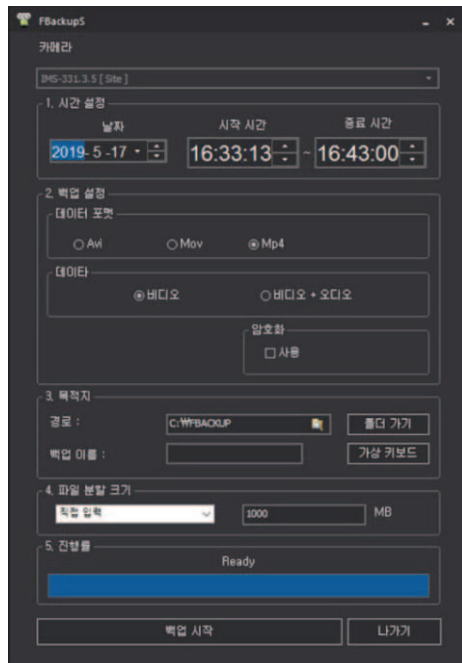 FBackupS
카메라
IMS-331.3.5 [ Site ]
1. 시간 설정
날짜 시작 시간 종료 시간
2019- 5 -17 16:33:13 ~ 16:43:00
2. 백업 설정
데이터 포멧
Avi Mov Mp4
데이타
비디오 비디오 + 오디오
암호화
사용
3. 목적지
경로 : C:₩FBACKUP 폴더 가기
백업 이름 : 가상 키보드
4. 파일 분할 크기
직접 입력 1000 MB
5. 진행률
Ready
백업 시작 나가기